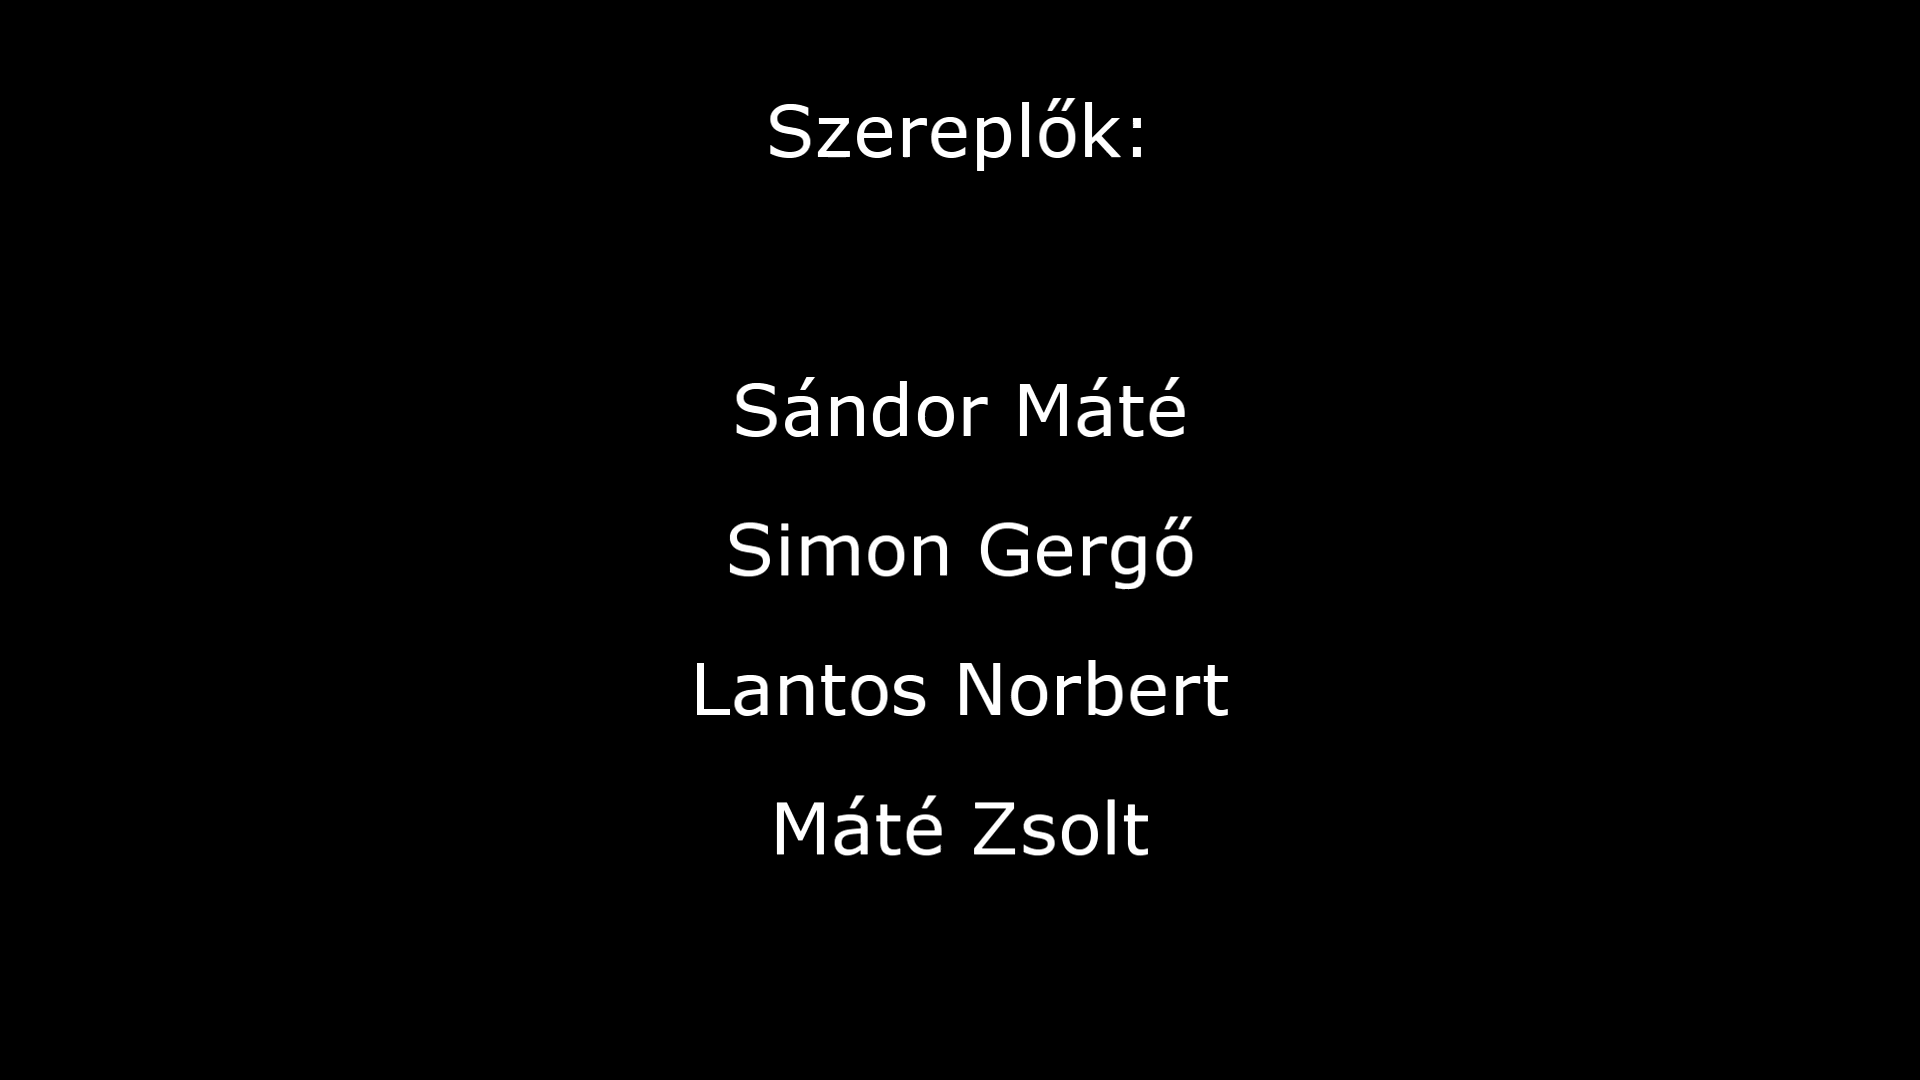 Szereplők:
Sándor Máté
Simon Gergő
Lantos Norbert
Máté Zsolt